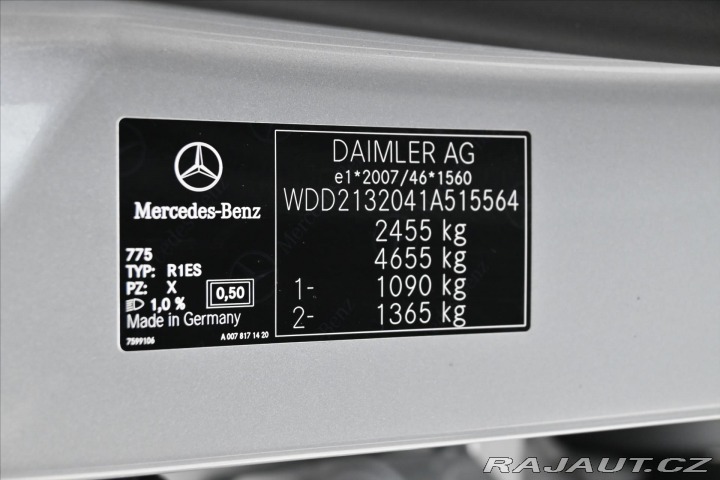 Mercedes-Benz
775
TYP: R1ES
PZ: X
1,0 %
0,50
Made in Germany
7599106
A 007 817 14 20
DAIMLER AG
e1*2007/46*1560
WDD2132041A515564
2455 kg
4655 kg
1- 1090 kg
2- 1365 kg
RAJAUT.CZ